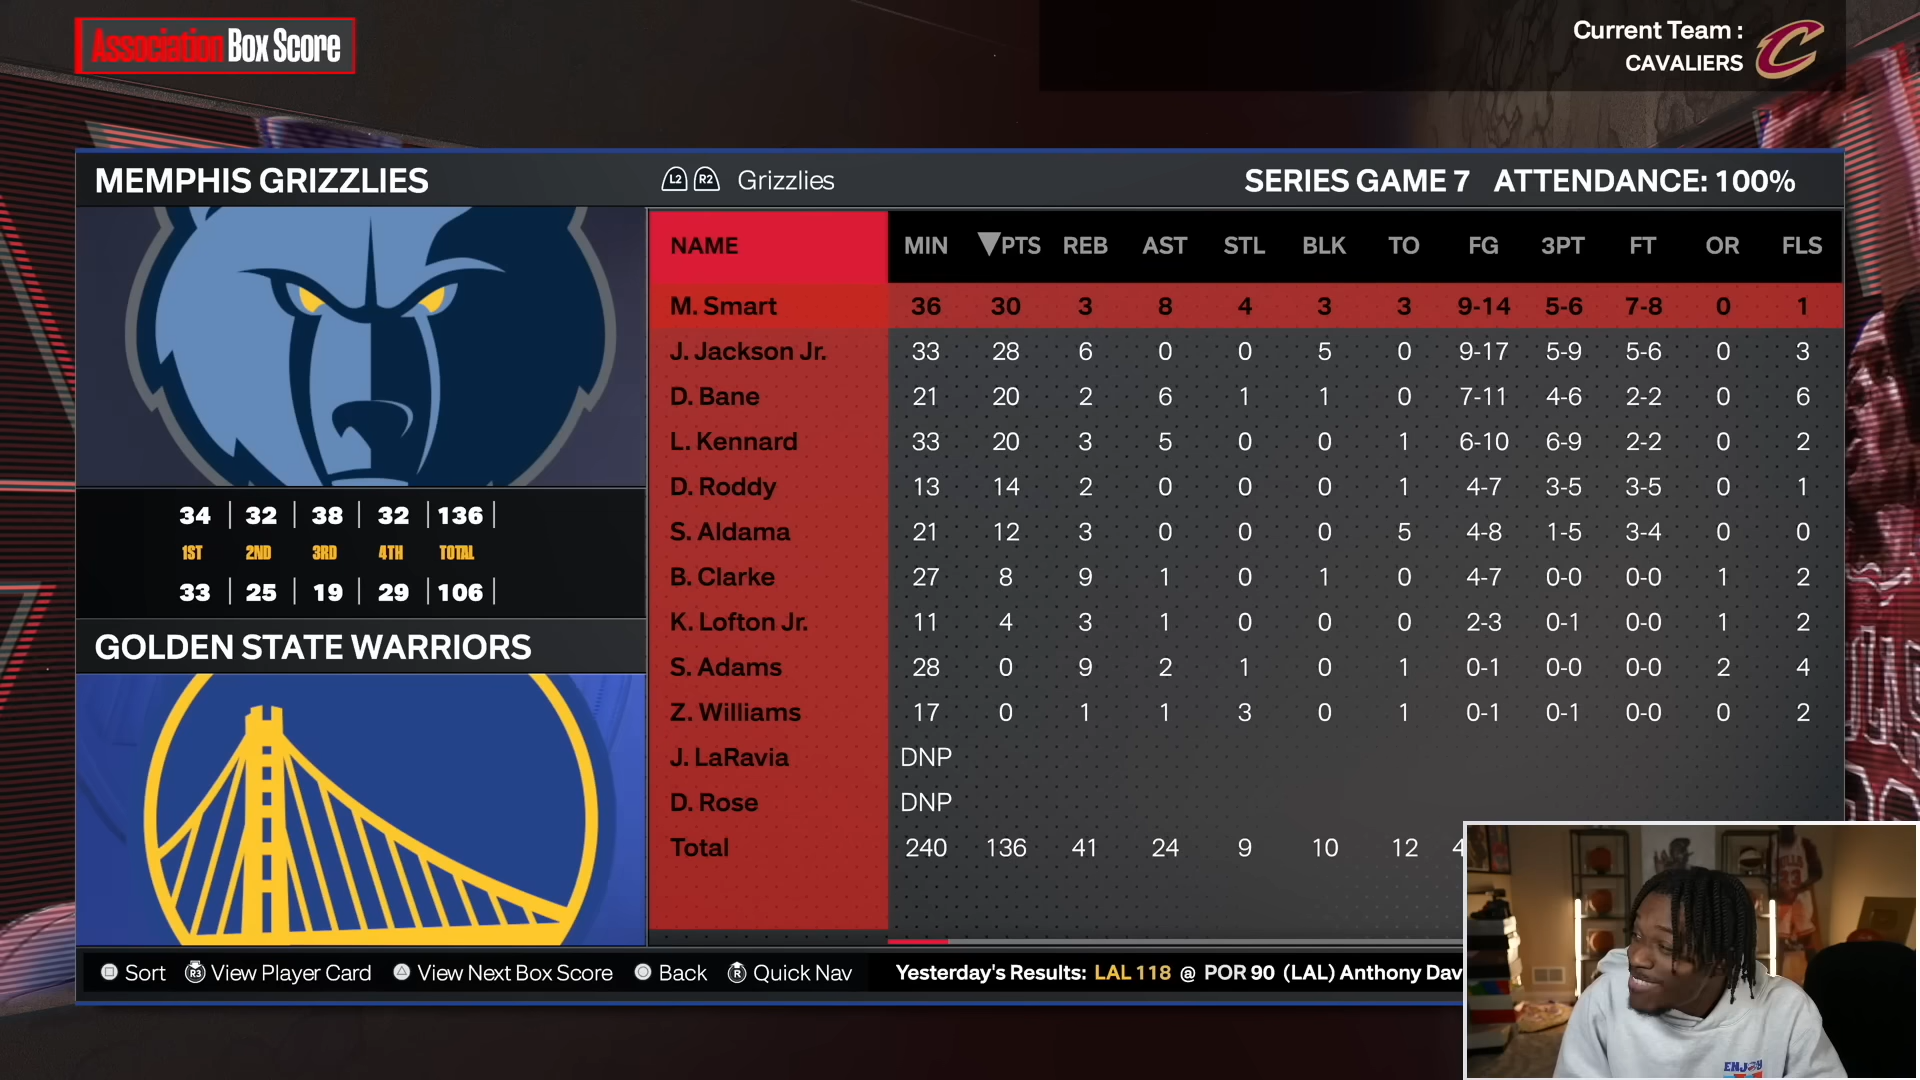 Association Box Score
Current Team :
CAVALIERS
MEMPHIS GRIZZLIES
L2 R2 Grizzlies
SERIES GAME 7 ATTENDANCE: 100%
NAME MIN ▼PTS REB AST STL BLK TO FG 3PT FT OR FLS
M. Smart 36 30 3 8 4 3 3 9-14 5-6 7-8 0 1
J. Jackson Jr. 33 28 6 0 0 5 0 9-17 5-9 5-6 0 3
D. Bane 21 20 2 6 1 1 0 7-11 4-6 2-2 0 6
L. Kennard 33 20 3 5 0 0 1 6-10 6-9 2-2 0 2
D. Roddy 13 14 2 0 0 0 1 4-7 3-5 3-5 0 1
S. Aldama 21 12 3 0 0 0 5 4-8 1-5 3-4 0 0
B. Clarke 27 8 9 1 0 1 0 4-7 0-0 0-0 1 2
K. Lofton Jr. 11 4 3 1 0 0 0 2-3 0-1 0-0 1 2
S. Adams 28 0 9 2 1 0 1 0-1 0-0 0-0 2 4
Z. Williams 17 0 1 1 3 0 1 0-1 0-1 0-0 0 2
J. LaRavia DNP
D. Rose DNP
Total 240 136 41 24 9 10 12 4
34 32 38 32 136
1ST 2ND 3RD 4TH TOTAL
33 25 19 29 106
GOLDEN STATE WARRIORS
Sort R3 View Player Card View Next Box Score Back R Quick Nav
Yesterday's Results: LAL 118 @ POR 90 (LAL) Anthony Dav
ENJOY